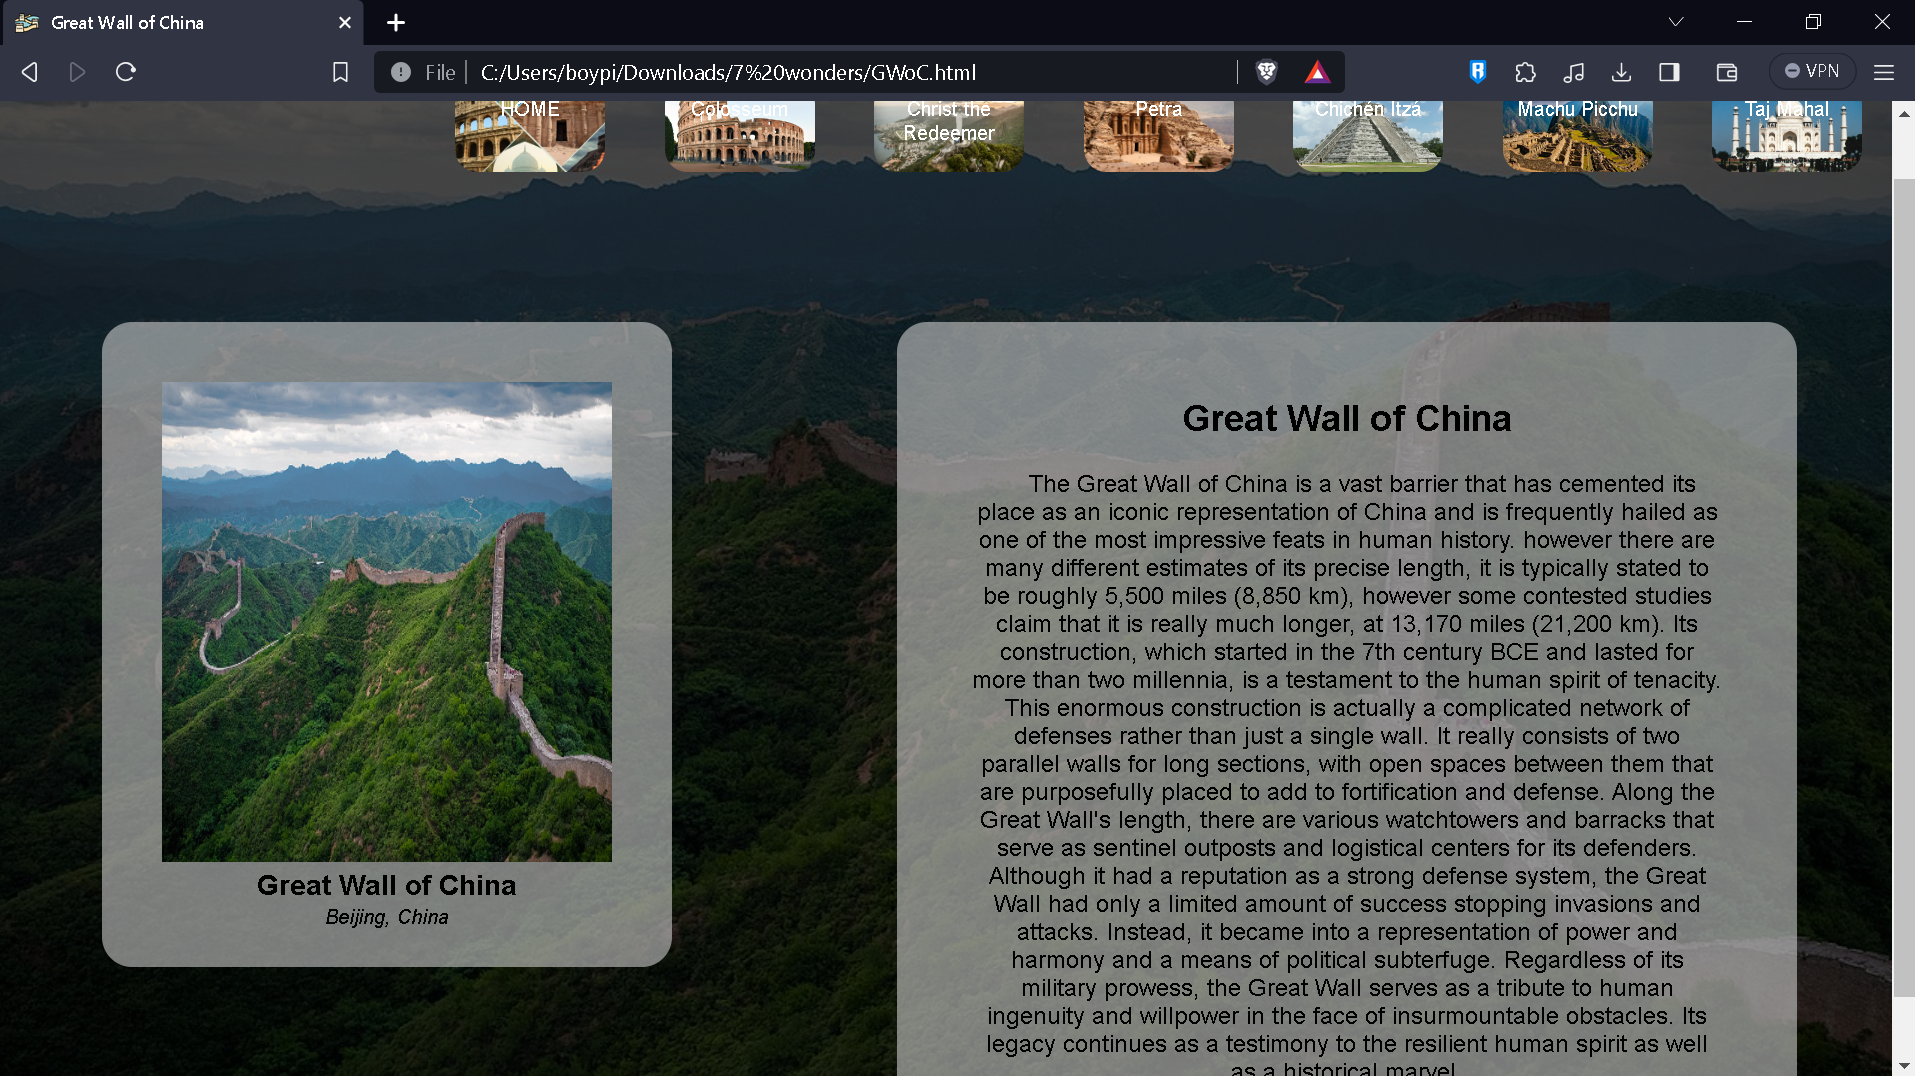 Great Wall of China
File
C:/Users/boypi/Downloads/7%20wonders/GWoC.html
VPN
HOME
Colosseum
Christ the
Redeemer
Petra
Chichén Itzá
Machu Picchu
Taj Mahal
Great Wall of China
Beijing, China
Great Wall of China
The Great Wall of China is a vast barrier that has cemented its
place as an iconic representation of China and is frequently hailed as
one of the most impressive feats in human history. however there are
many different estimates of its precise length, it is typically stated to
be roughly 5,500 miles (8,850 km), however some contested studies
claim that it is really much longer, at 13,170 miles (21,200 km). Its
construction, which started in the 7th century BCE and lasted for
more than two millennia, is a testament to the human spirit of tenacity.
This enormous construction is actually a complicated network of
defenses rather than just a single wall. It really consists of two
parallel walls for long sections, with open spaces between them that
are purposefully placed to add to fortification and defense. Along the
Great Wall's length, there are various watchtowers and barracks that
serve as sentinel outposts and logistical centers for its defenders.
Although it had a reputation as a strong defense system, the Great
Wall had only a limited amount of success stopping invasions and
attacks. Instead, it became into a representation of power and
harmony and a means of political subterfuge. Regardless of its
military prowess, the Great Wall serves as a tribute to human
ingenuity and willpower in the face of insurmountable obstacles. Its
legacy continues as a testimony to the resilient human spirit as well
as a historical marvel